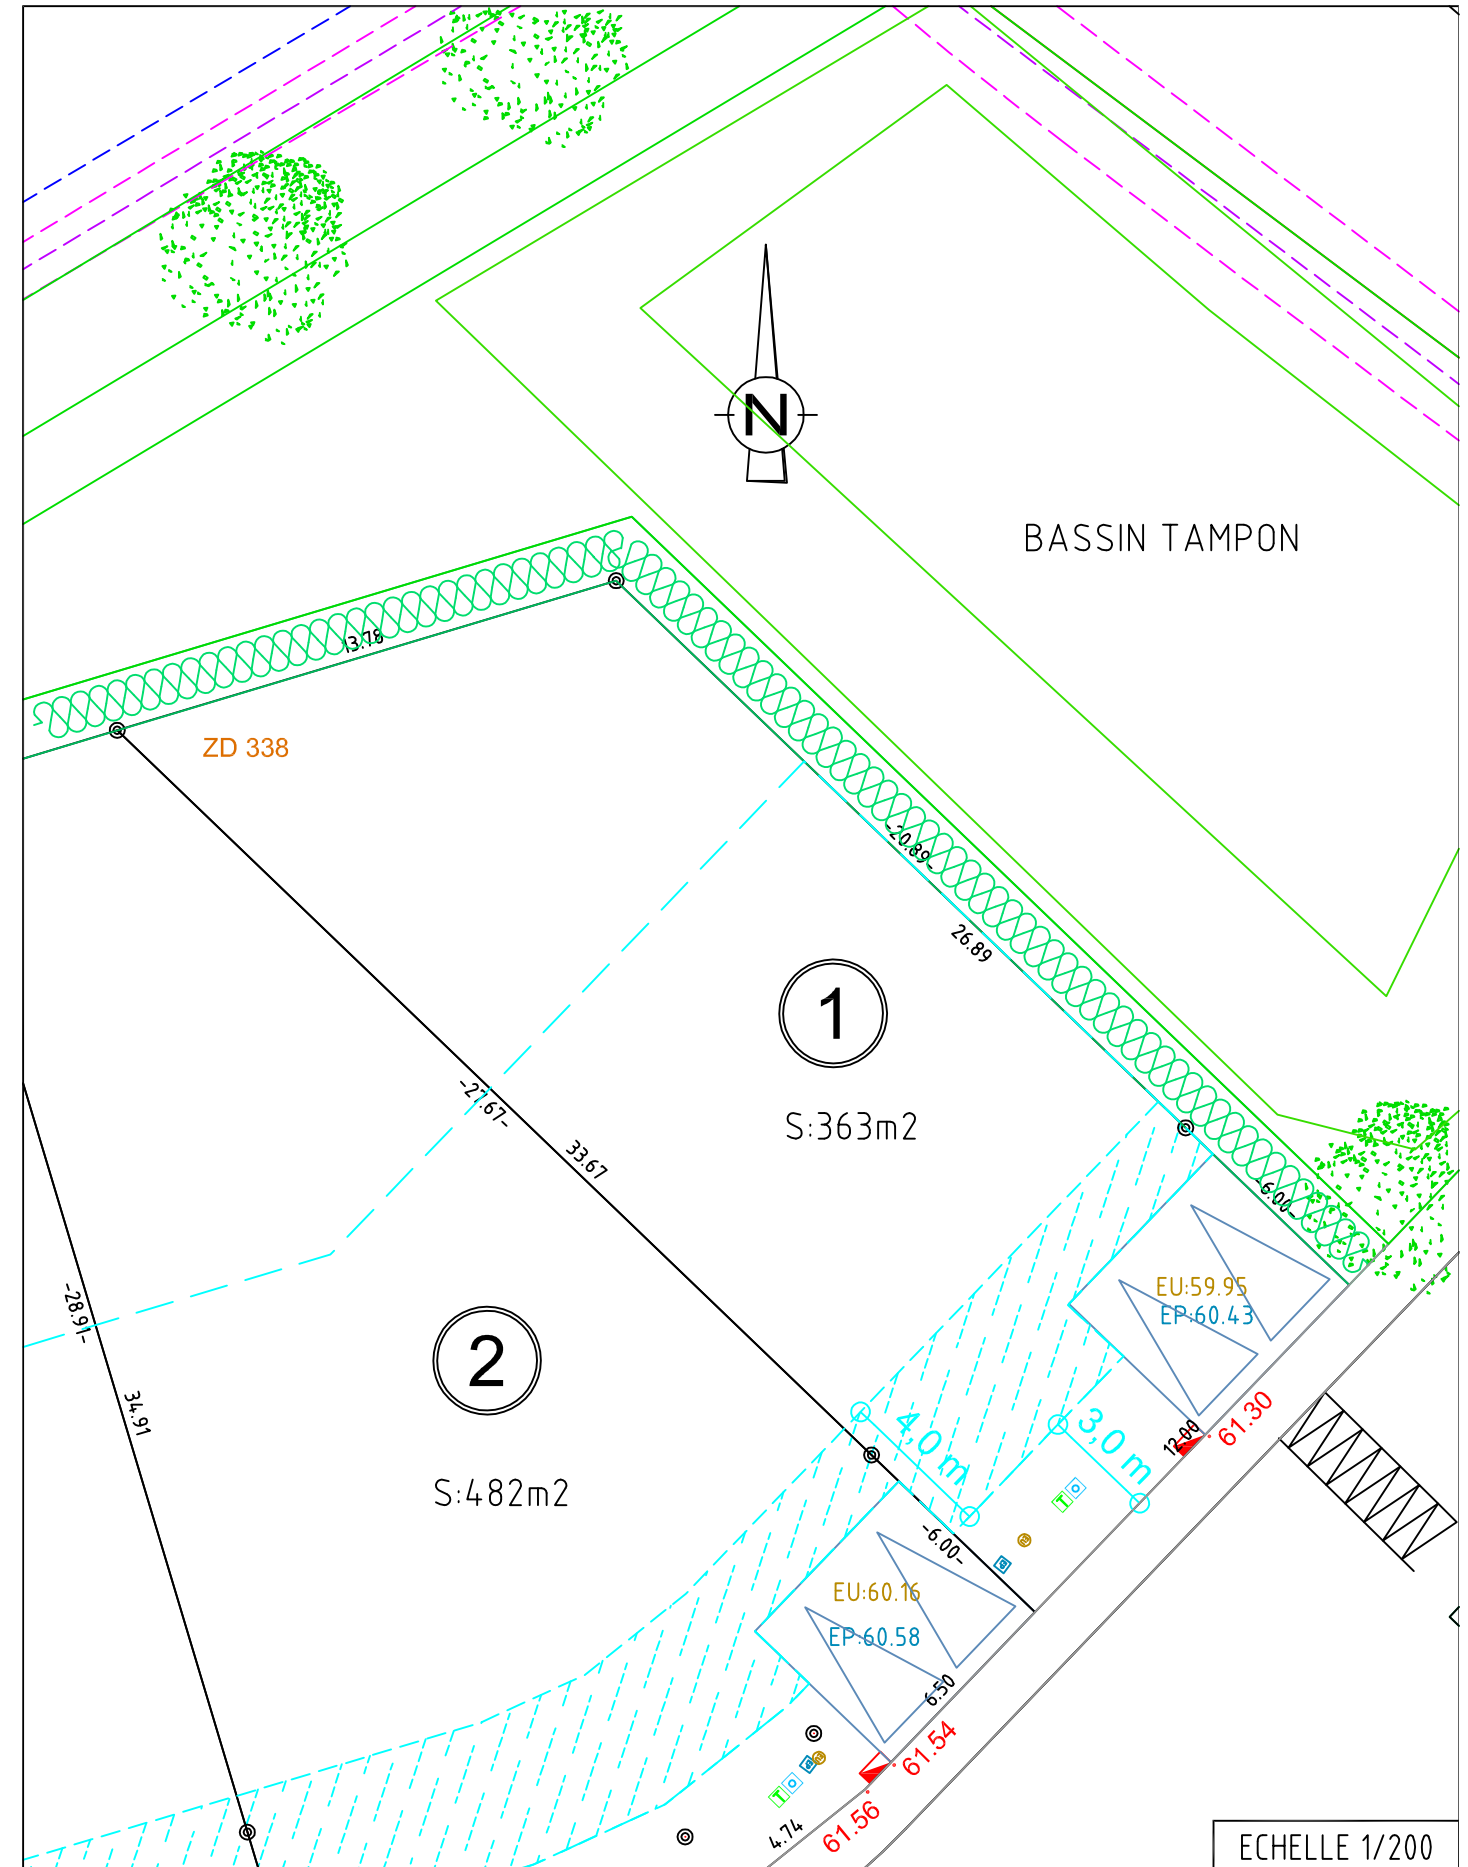 N
BASSIN TAMPON
13.78
ZD 338
-20.89-
26.89
1
S:363m2
-27.67-
33.67
-6.00-
EU:59.95
EP:60.43
-28.91-
2
34.91
4,0 m
3,0 m
12.00
61.30
S:482m2
T
-6.00-
EU:60.16
EP:60.58
6.50
61.54
T
61.56
4.74
ECHELLE 1/200